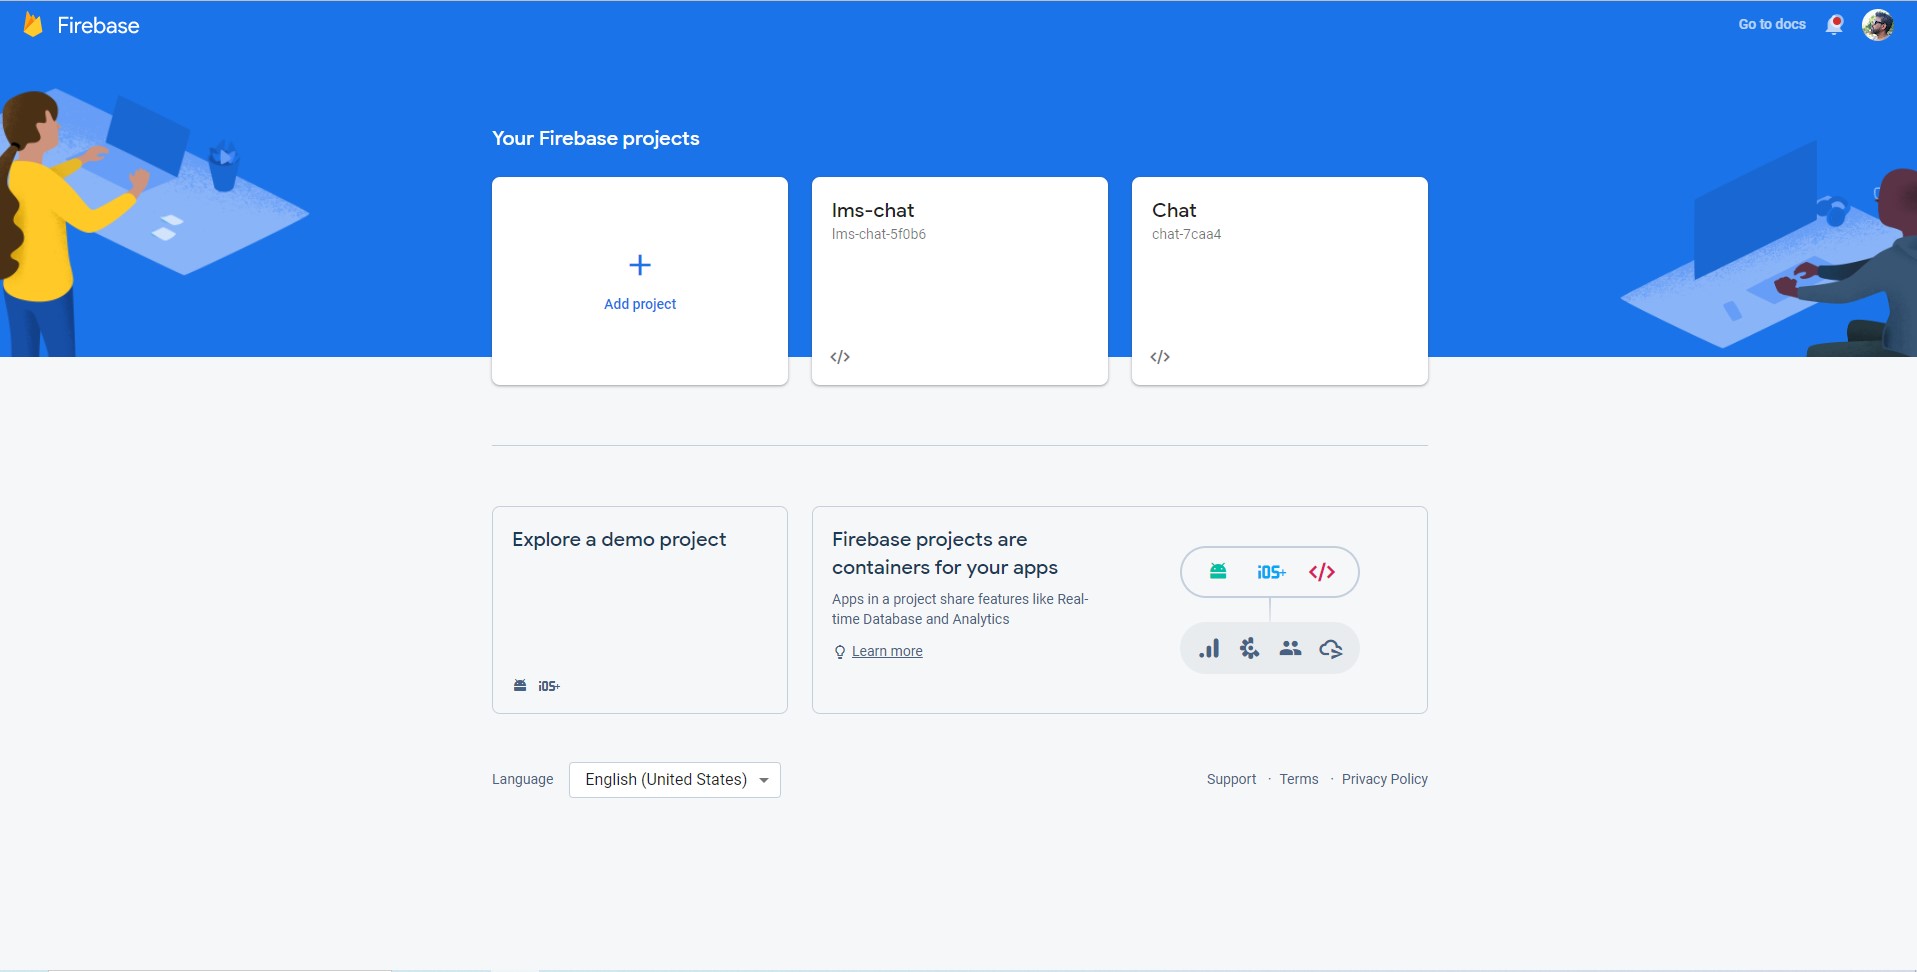 Firebase
Go to docs
Your Firebase projects
Add project
lms-chat
lms-chat-5f0b6
Chat
chat-7caa4
Explore a demo project
iOS+
Firebase projects are
containers for your apps
Apps in a project share features like Real-
time Database and Analytics
Learn more
iOS+
Language
English (United States)
Support · Terms · Privacy Policy